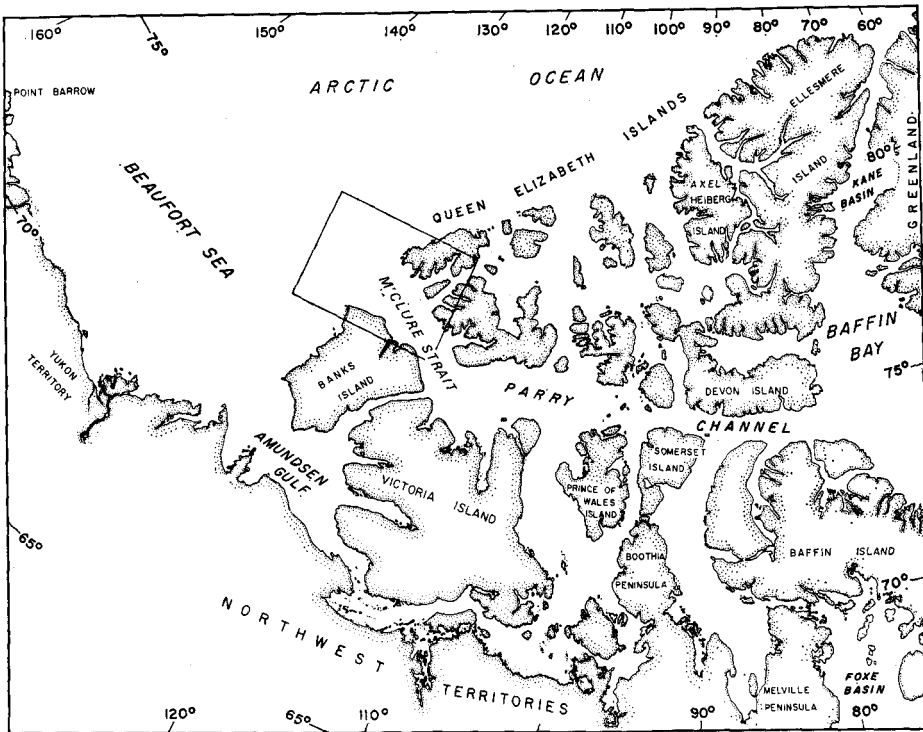 160°
75°
150°
140°
130°
120°
110°
100°
90°
80°
70°
60°
POINT BARROW
ARCTIC OCEAN
ELLESMERE
ISLAND
QUEEN ELIZABETH ISLANDS
AXEL
HEIBERG
ISLAND
80°
KANE
BASIN
GREENLAND
70°
BEAUFORT SEA
M'CLURE STRAIT
BAFFIN
BAY
75°
YUKON
TERRITORY
BANKS
ISLAND
PARRY
CHANNEL
DEVON ISLAND
AMUNDSEN
GULF
VICTORIA
ISLAND
SOMERSET
ISLAND
PRINCE OF
WALES
ISLAND
65°
BOOTHIA
PENINSULA
BAFFIN ISLAND
70°
NORTHWEST
TERRITORIES
MELVILLE
PENINSULA
FOXE
BASIN
120°
65°
110°
90°
80°